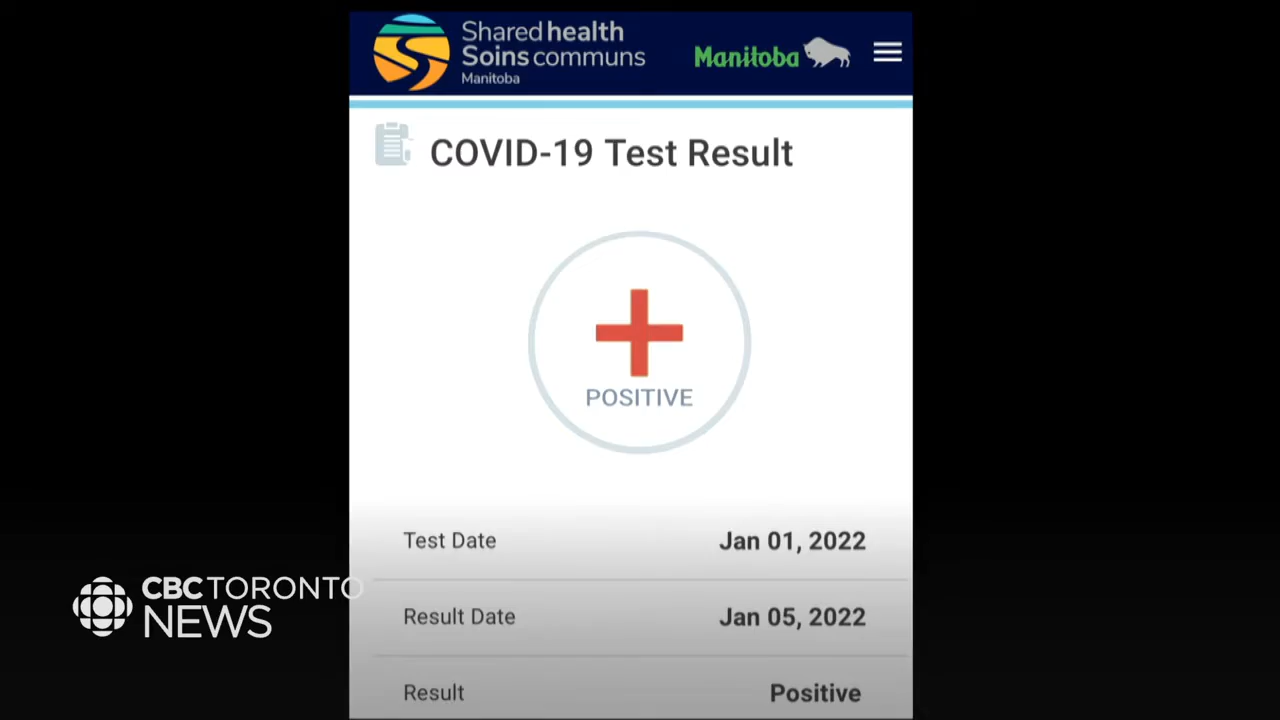 Shared health
Soins communs
Manitoba
Manitoba
COVID-19 Test Result
POSITIVE
Test Date Jan 01, 2022
Result Date Jan 05, 2022
Result Positive
CBC TORONTO
NEWS